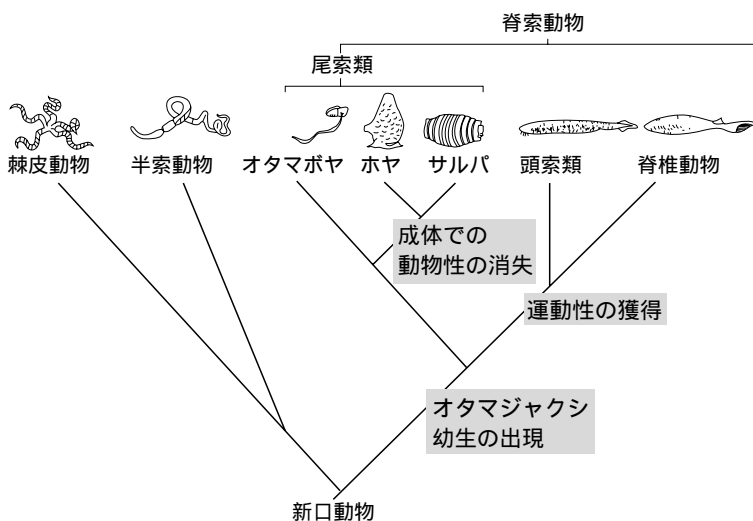 脊索動物
尾索類
棘皮動物
半索動物
オタマボヤ
ホヤ
サルパ
頭索類
脊椎動物
成体での
動物性の消失
運動性の獲得
オタマジャクシ
幼生の出現
新口動物